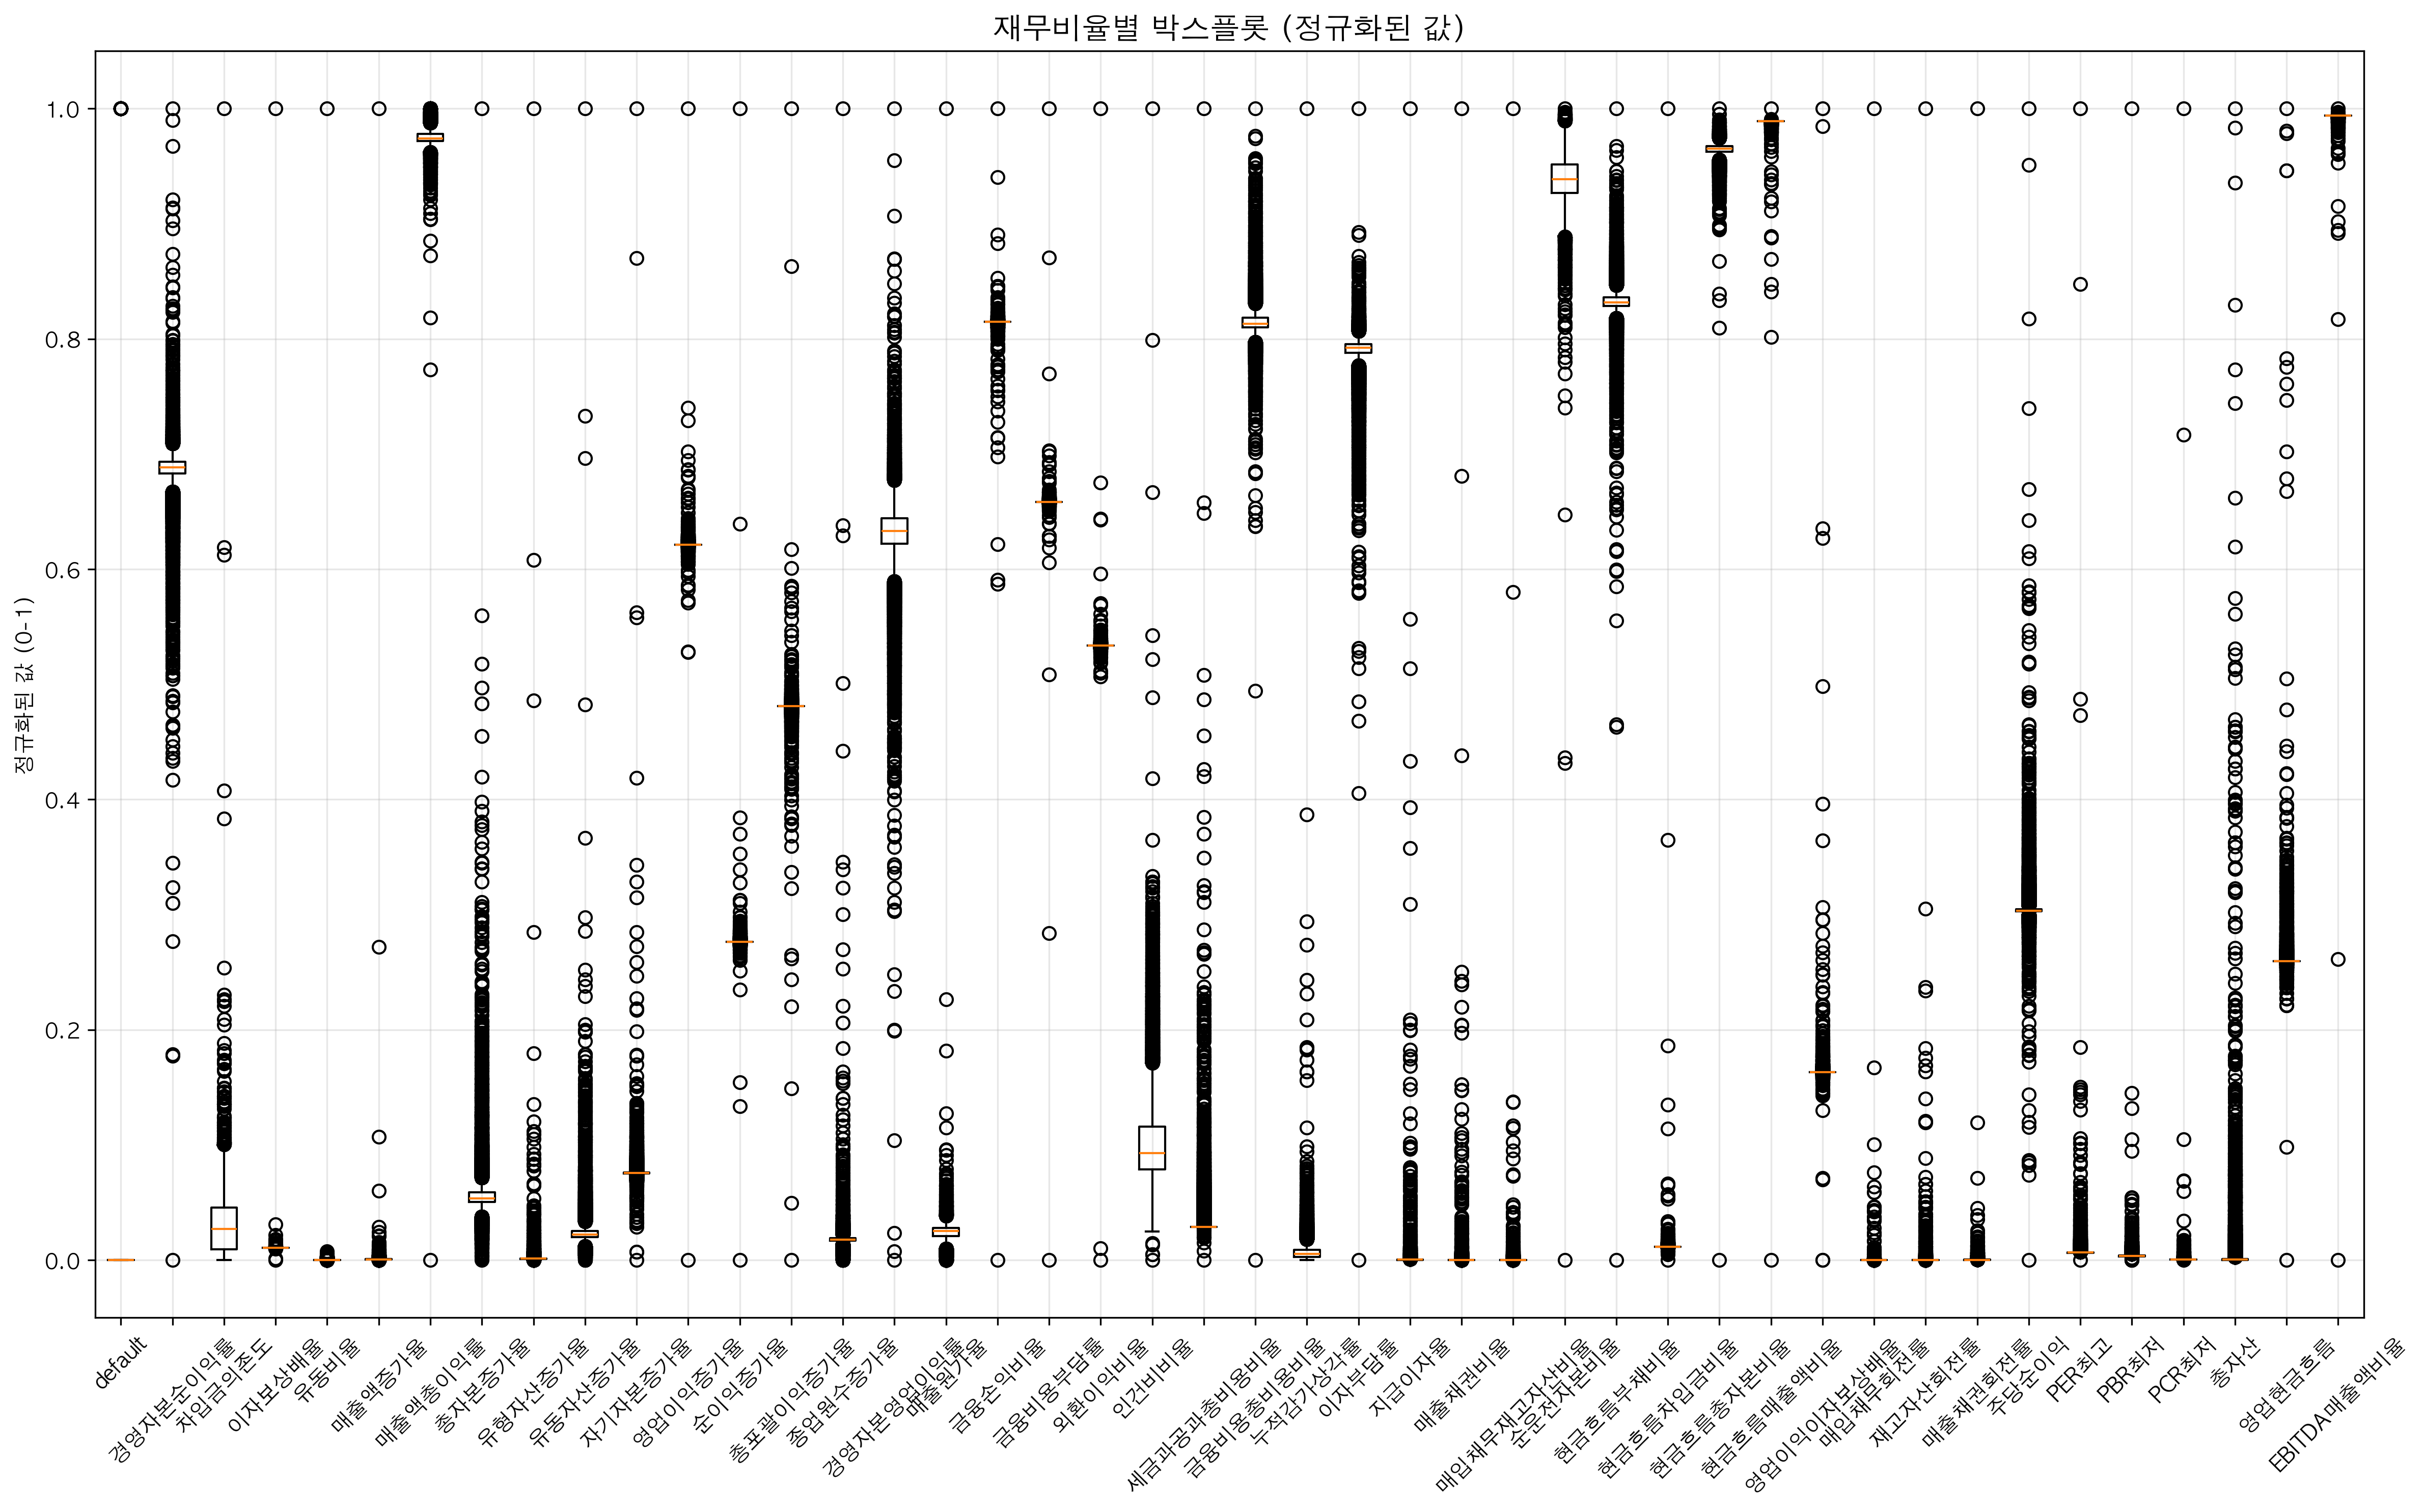 재무비율별 박스플롯 (정규화된 값)
정규화된 값 (0-1)
1.0
0.8
0.6
0.4
0.2
0.0
default
경영자본순이익률
차입금의존도
이자보상배율
유동비율
매출액증가율
매출액총이익률
총자본증가율
유형자산증가율
유동자산증가율
자기자본증가율
영업이익증가율
순이익증가율
총포괄이익증가율
종업원수증가율
경영자본영업이익률
매출원가율
금융손익비율
금융비용부담률
외환이익비율
인건비비율
세금과공과총비용비율
금융비용총비용비율
누적감가상각률
이자부담률
지급이자율
매출채권비율
매입채무재고자산비율
순운전자본비율
현금흐름부채비율
현금흐름차입금비율
현금흐름총자본비율
현금흐름매출액비율
영업이익이자보상배율
매입채무회전률
재고자산회전률
매출채권회전률
주당순이익
PER최고
PBR최저
PCR최저
총자산
영업현금흐름
EBITDA매출액비율